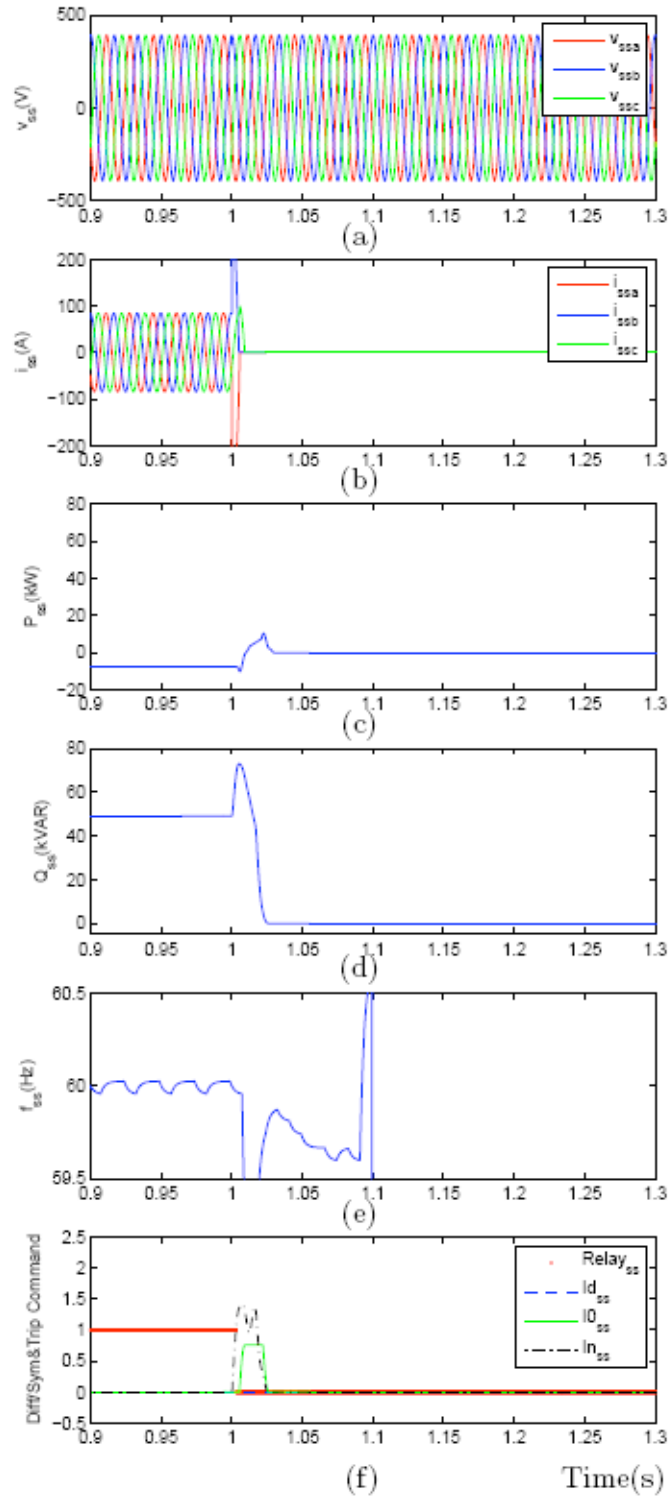 500
0
−500
v_ss(V)
v_ssa
v_ssb
v_ssc
0.9 0.95 1 1.05 1.1 1.15 1.2 1.25 1.3
(a)
200
100
0
−100
−200
i_ss(A)
i_ssa
i_ssb
i_ssc
0.9 0.95 1 1.05 1.1 1.15 1.2 1.25 1.3
(b)
80
60
40
20
0
−20
P_ss(kW)
0.9 0.95 1 1.05 1.1 1.15 1.2 1.25 1.3
(c)
80
60
40
20
0
Q_ss(kVAR)
0.9 0.95 1 1.05 1.1 1.15 1.2 1.25 1.3
(d)
60.5
60
59.5
f_ss(Hz)
0.9 0.95 1 1.05 1.1 1.15 1.2 1.25 1.3
(e)
2.5
2
1.5
1
0.5
0
−0.5
Diff/Sym&Trip Command
Relay_ss
Id_ss
I0_ss
In_ss
0.9 0.95 1 1.05 1.1 1.15 1.2 1.25 1.3
(f) Time(s)